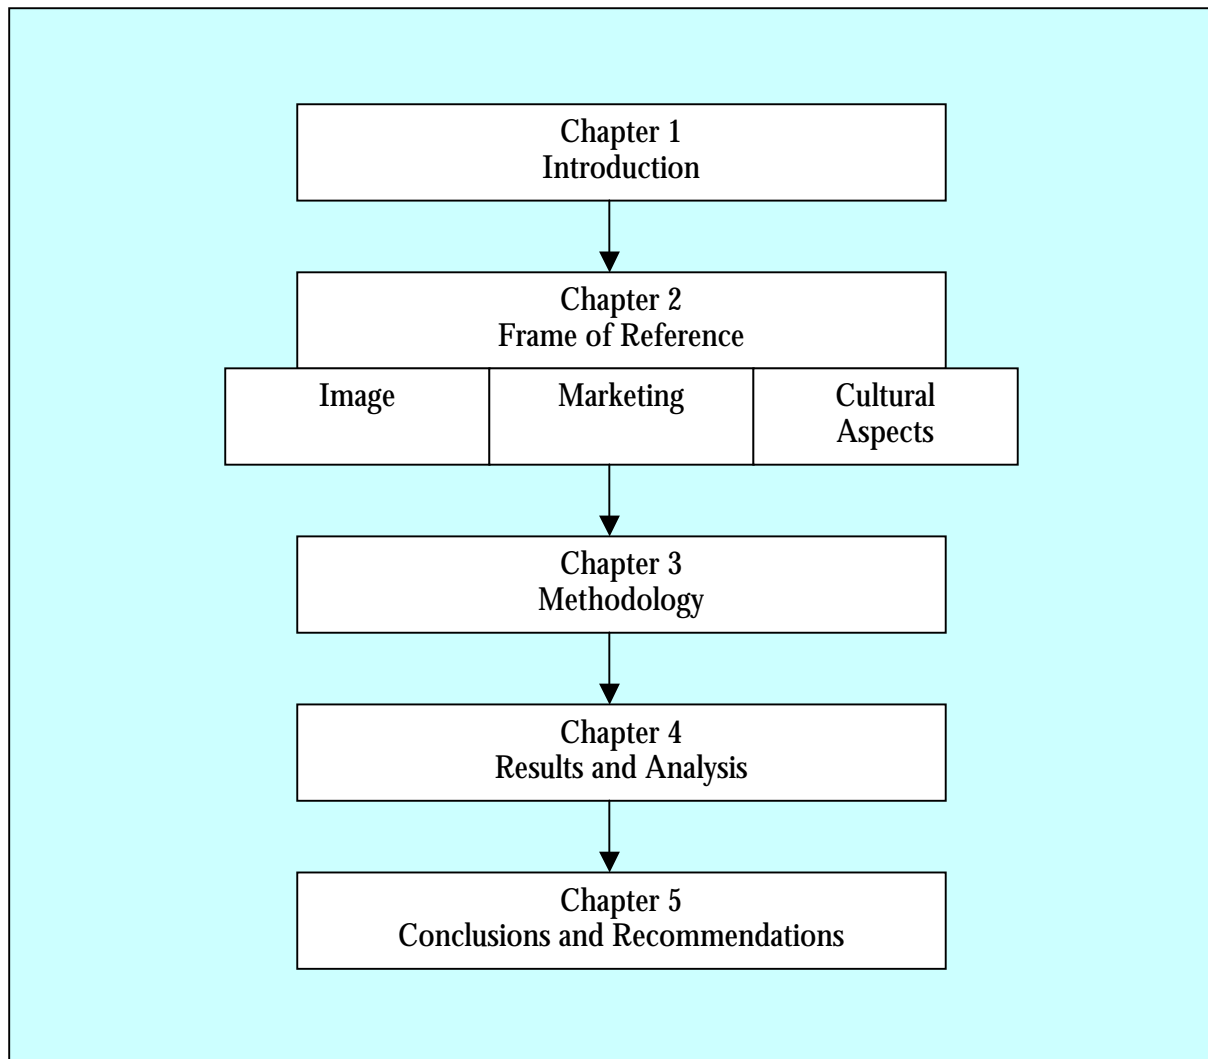 Chapter 1
Introduction
Chapter 2
Frame of Reference
Image
Marketing
Cultural
Aspects
Chapter 3
Methodology
Chapter 4
Results and Analysis
Chapter 5
Conclusions and Recommendations